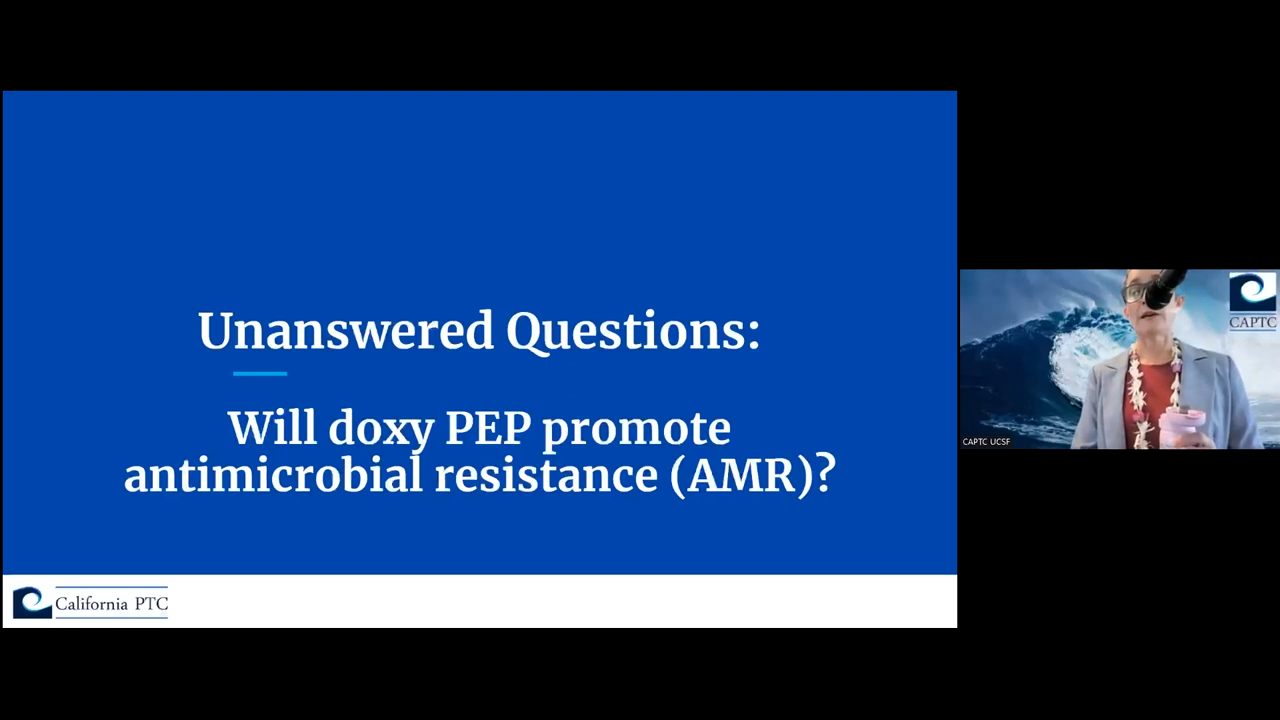 Unanswered Questions:
Will doxy PEP promote
antimicrobial resistance (AMR)?
California PTC
CAPTC
CAPTC UCSF